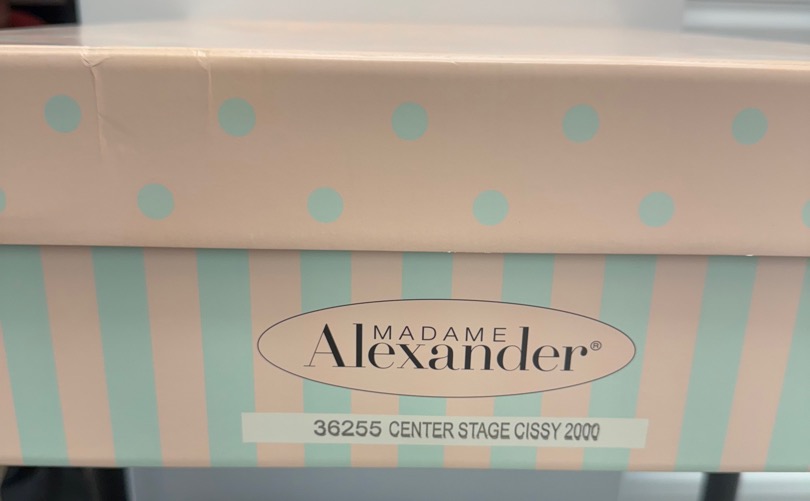 MADAME
Alexander®
36255 CENTER STAGE CISSY 2000